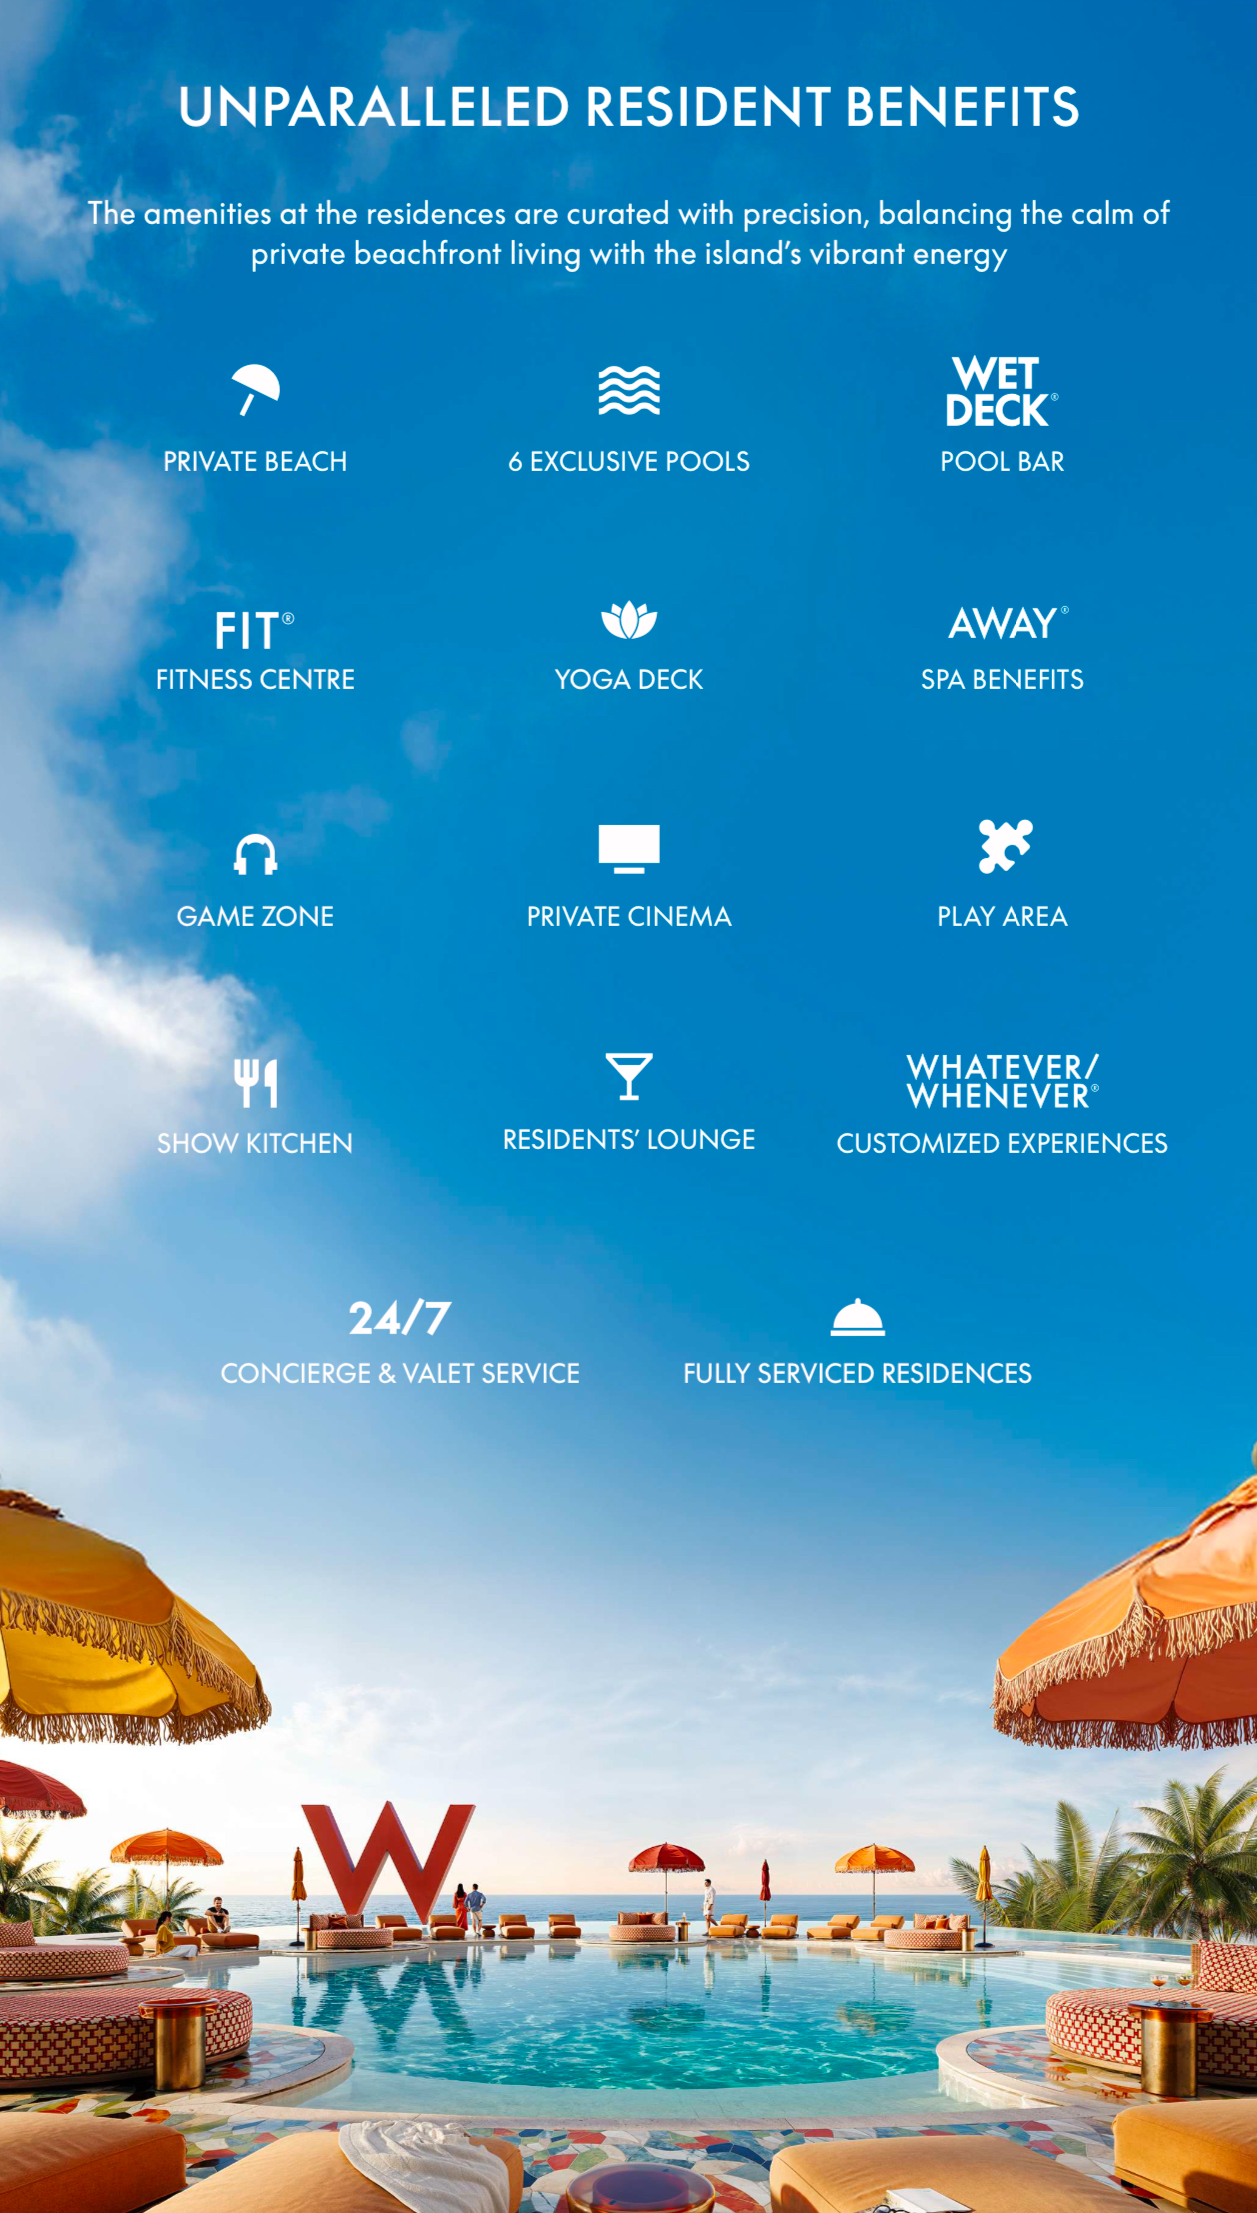 UNPARALLELED RESIDENT BENEFITS
The amenities at the residences are curated with precision, balancing the calm of
private beachfront living with the island’s vibrant energy
PRIVATE BEACH
6 EXCLUSIVE POOLS
WET
DECK®
POOL BAR
FIT®
FITNESS CENTRE
YOGA DECK
AWAY®
SPA BENEFITS
GAME ZONE
PRIVATE CINEMA
PLAY AREA
SHOW KITCHEN
RESIDENTS’ LOUNGE
WHATEVER/
WHENEVER®
CUSTOMIZED EXPERIENCES
24/7
CONCIERGE & VALET SERVICE
FULLY SERVICED RESIDENCES
W